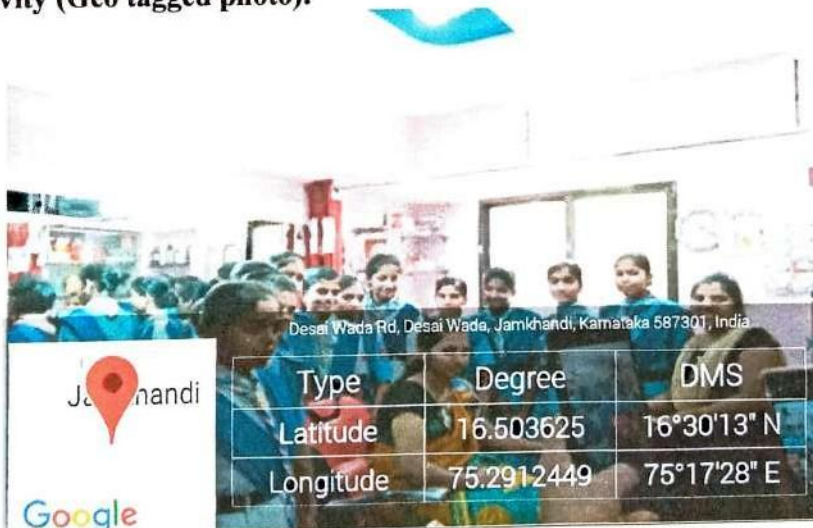 (Geo tagged photo):
Desai Wada Rd, Desai Wada, Jamkhandi, Karnataka 587301, India
Type Degree DMS
Latitude 16.503625 16°30'13" N
Longitude 75.2912449 75°17'28" E
Google